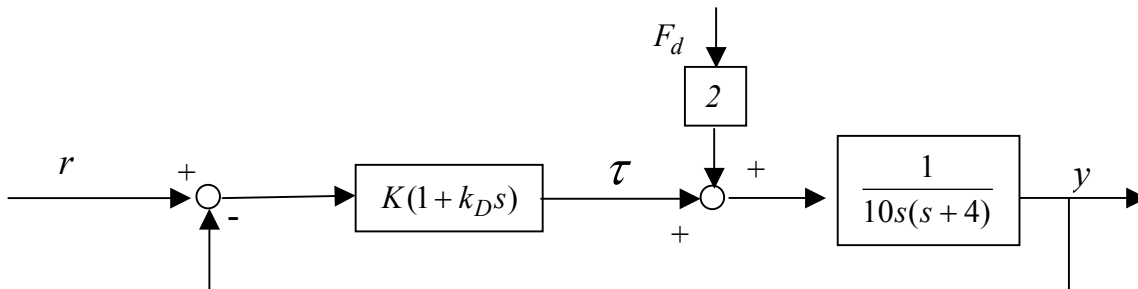 F_d
2
r
+
-
K(1 + k_D s)
τ
+
+
1
10s(s + 4)
y